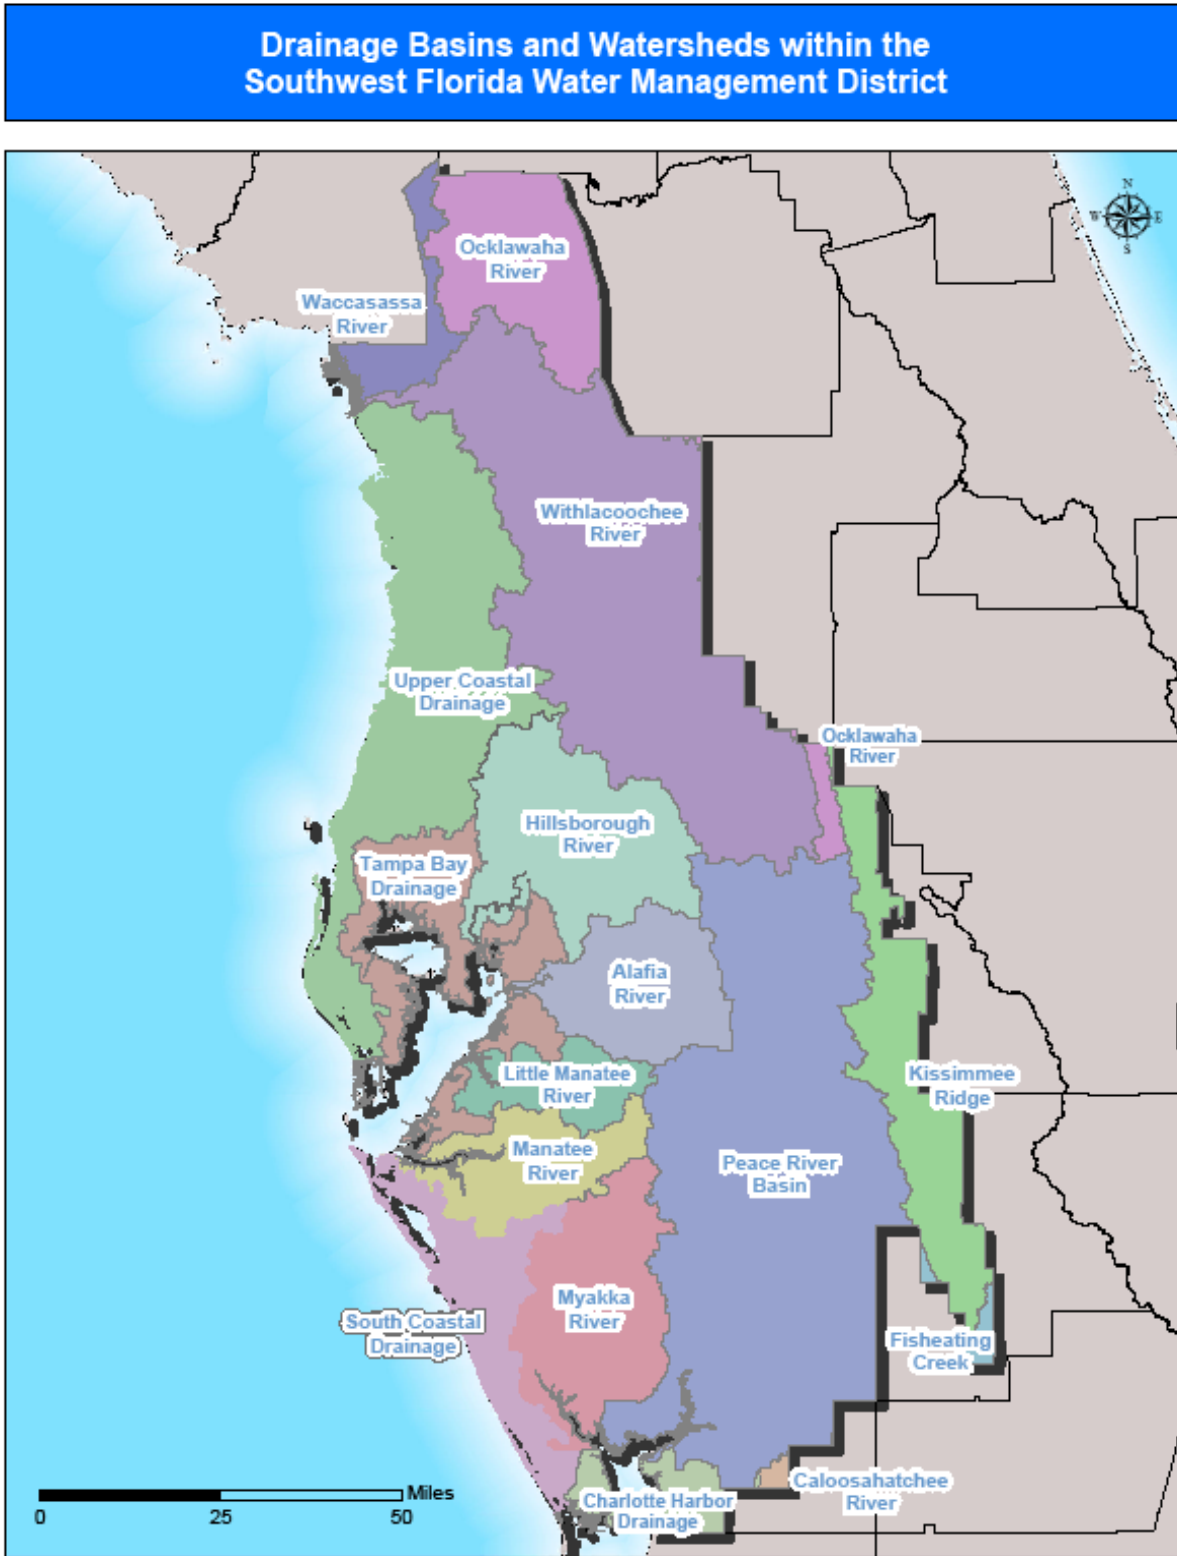 Drainage Basins and Watersheds within the
Southwest Florida Water Management District
N
W E
S
Ocklawaha
River
Waccasassa
River
Withlacoochee
River
Upper Coastal
Drainage
Ocklawaha
River
Hillsborough
River
Tampa Bay
Drainage
Alafia
River
Little Manatee
River
Kissimmee
Ridge
Manatee
River
Peace River
Basin
Myakka
River
South Coastal
Drainage
Fisheating
Creek
Caloosahatchee
River
Charlotte Harbor
Drainage
Miles
0 25 50